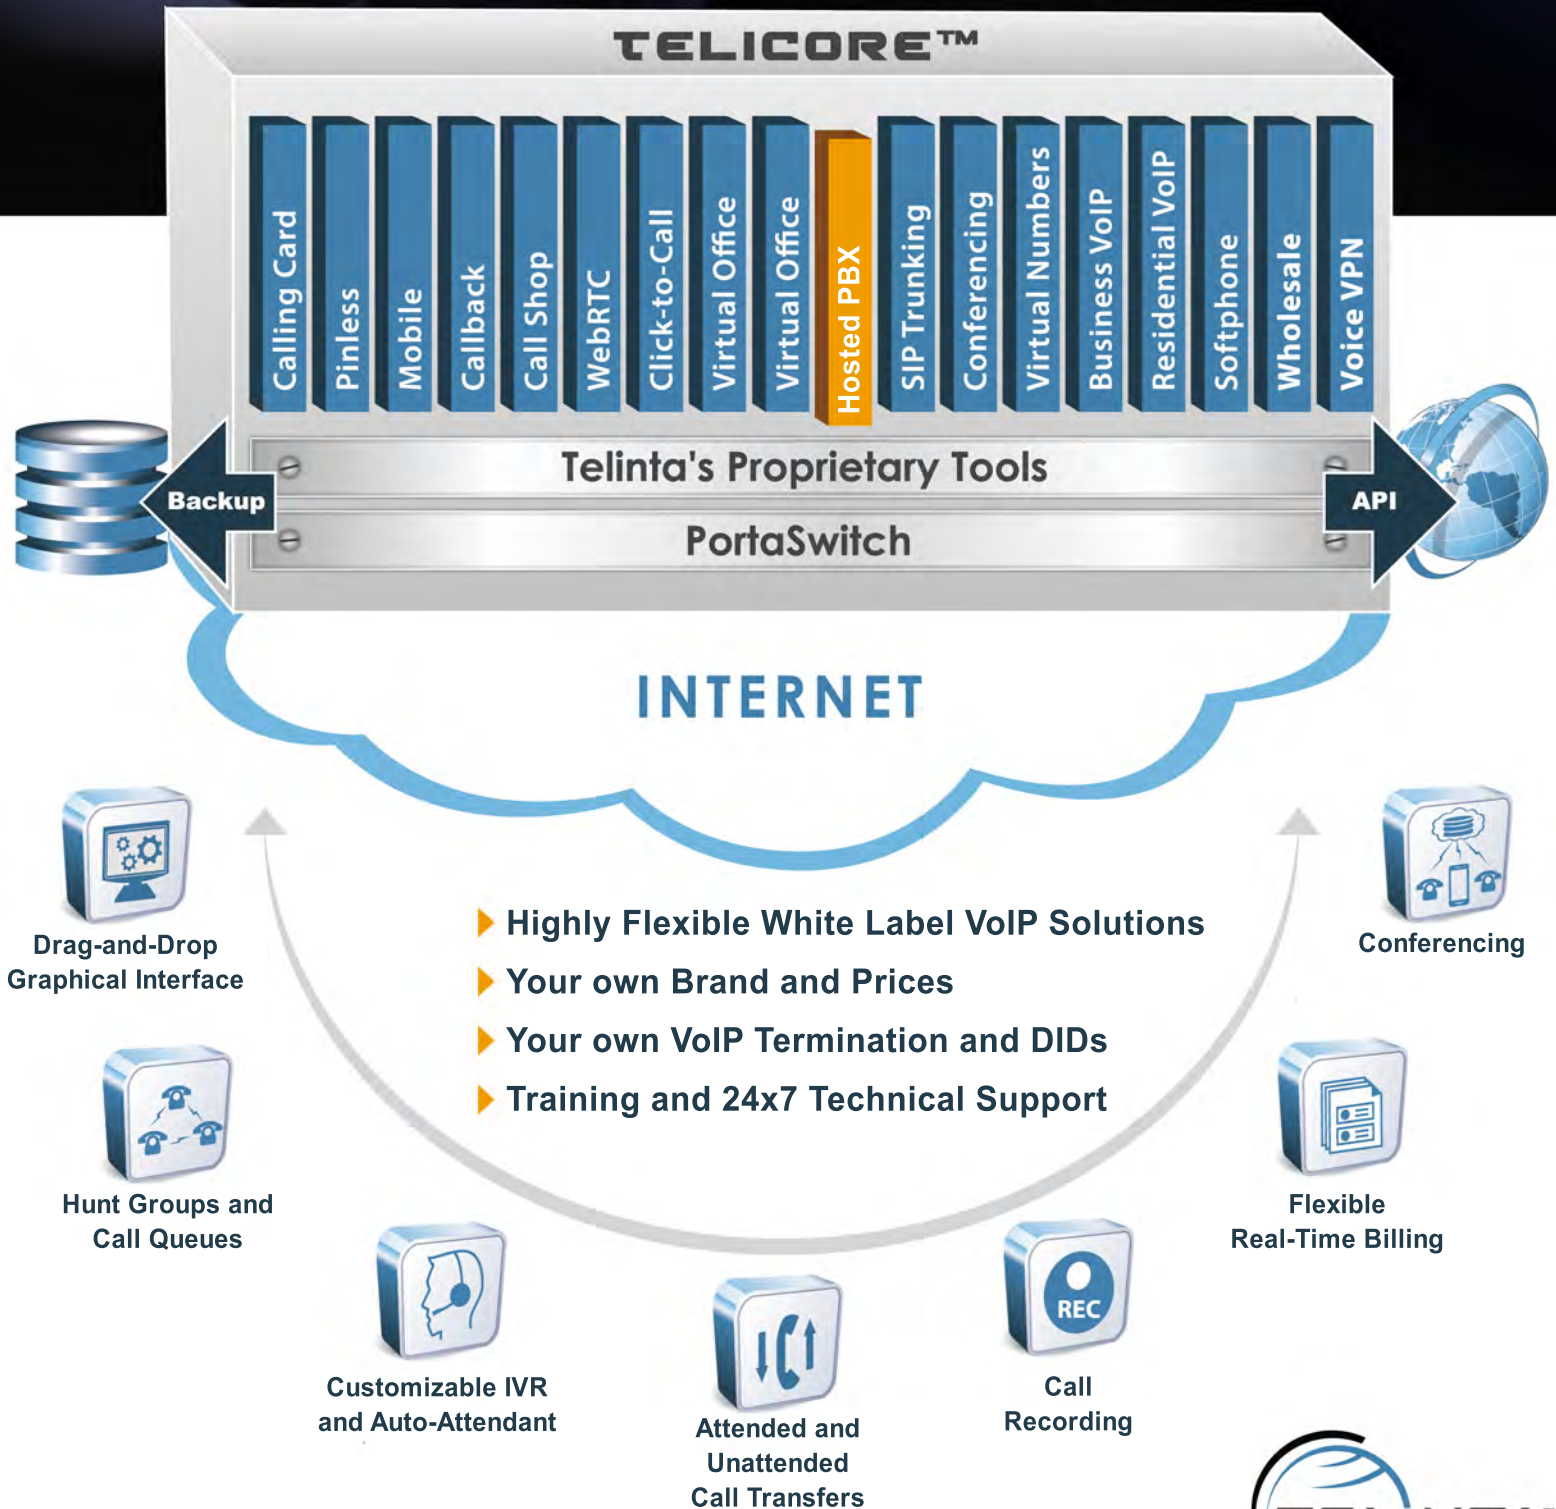 TELICORE™
Calling Card
Pinless
Mobile
Callback
Call Shop
WebRTC
Click-to-Call
Virtual Office
Virtual Office
Hosted PBX
SIP Trunking
Conferencing
Virtual Numbers
Business VoIP
Residential VoIP
Softphone
Wholesale
Voice VPN
Telinta's Proprietary Tools
Backup
API
PortaSwitch
INTERNET
Drag-and-Drop
Graphical Interface
Conferencing
Highly Flexible White Label VoIP Solutions
Your own Brand and Prices
Your own VoIP Termination and DIDs
Training and 24x7 Technical Support
Hunt Groups and
Call Queues
Flexible
Real-Time Billing
REC
Customizable IVR
and Auto-Attendant
Call
Recording
Attended and
Unattended
Call Transfers